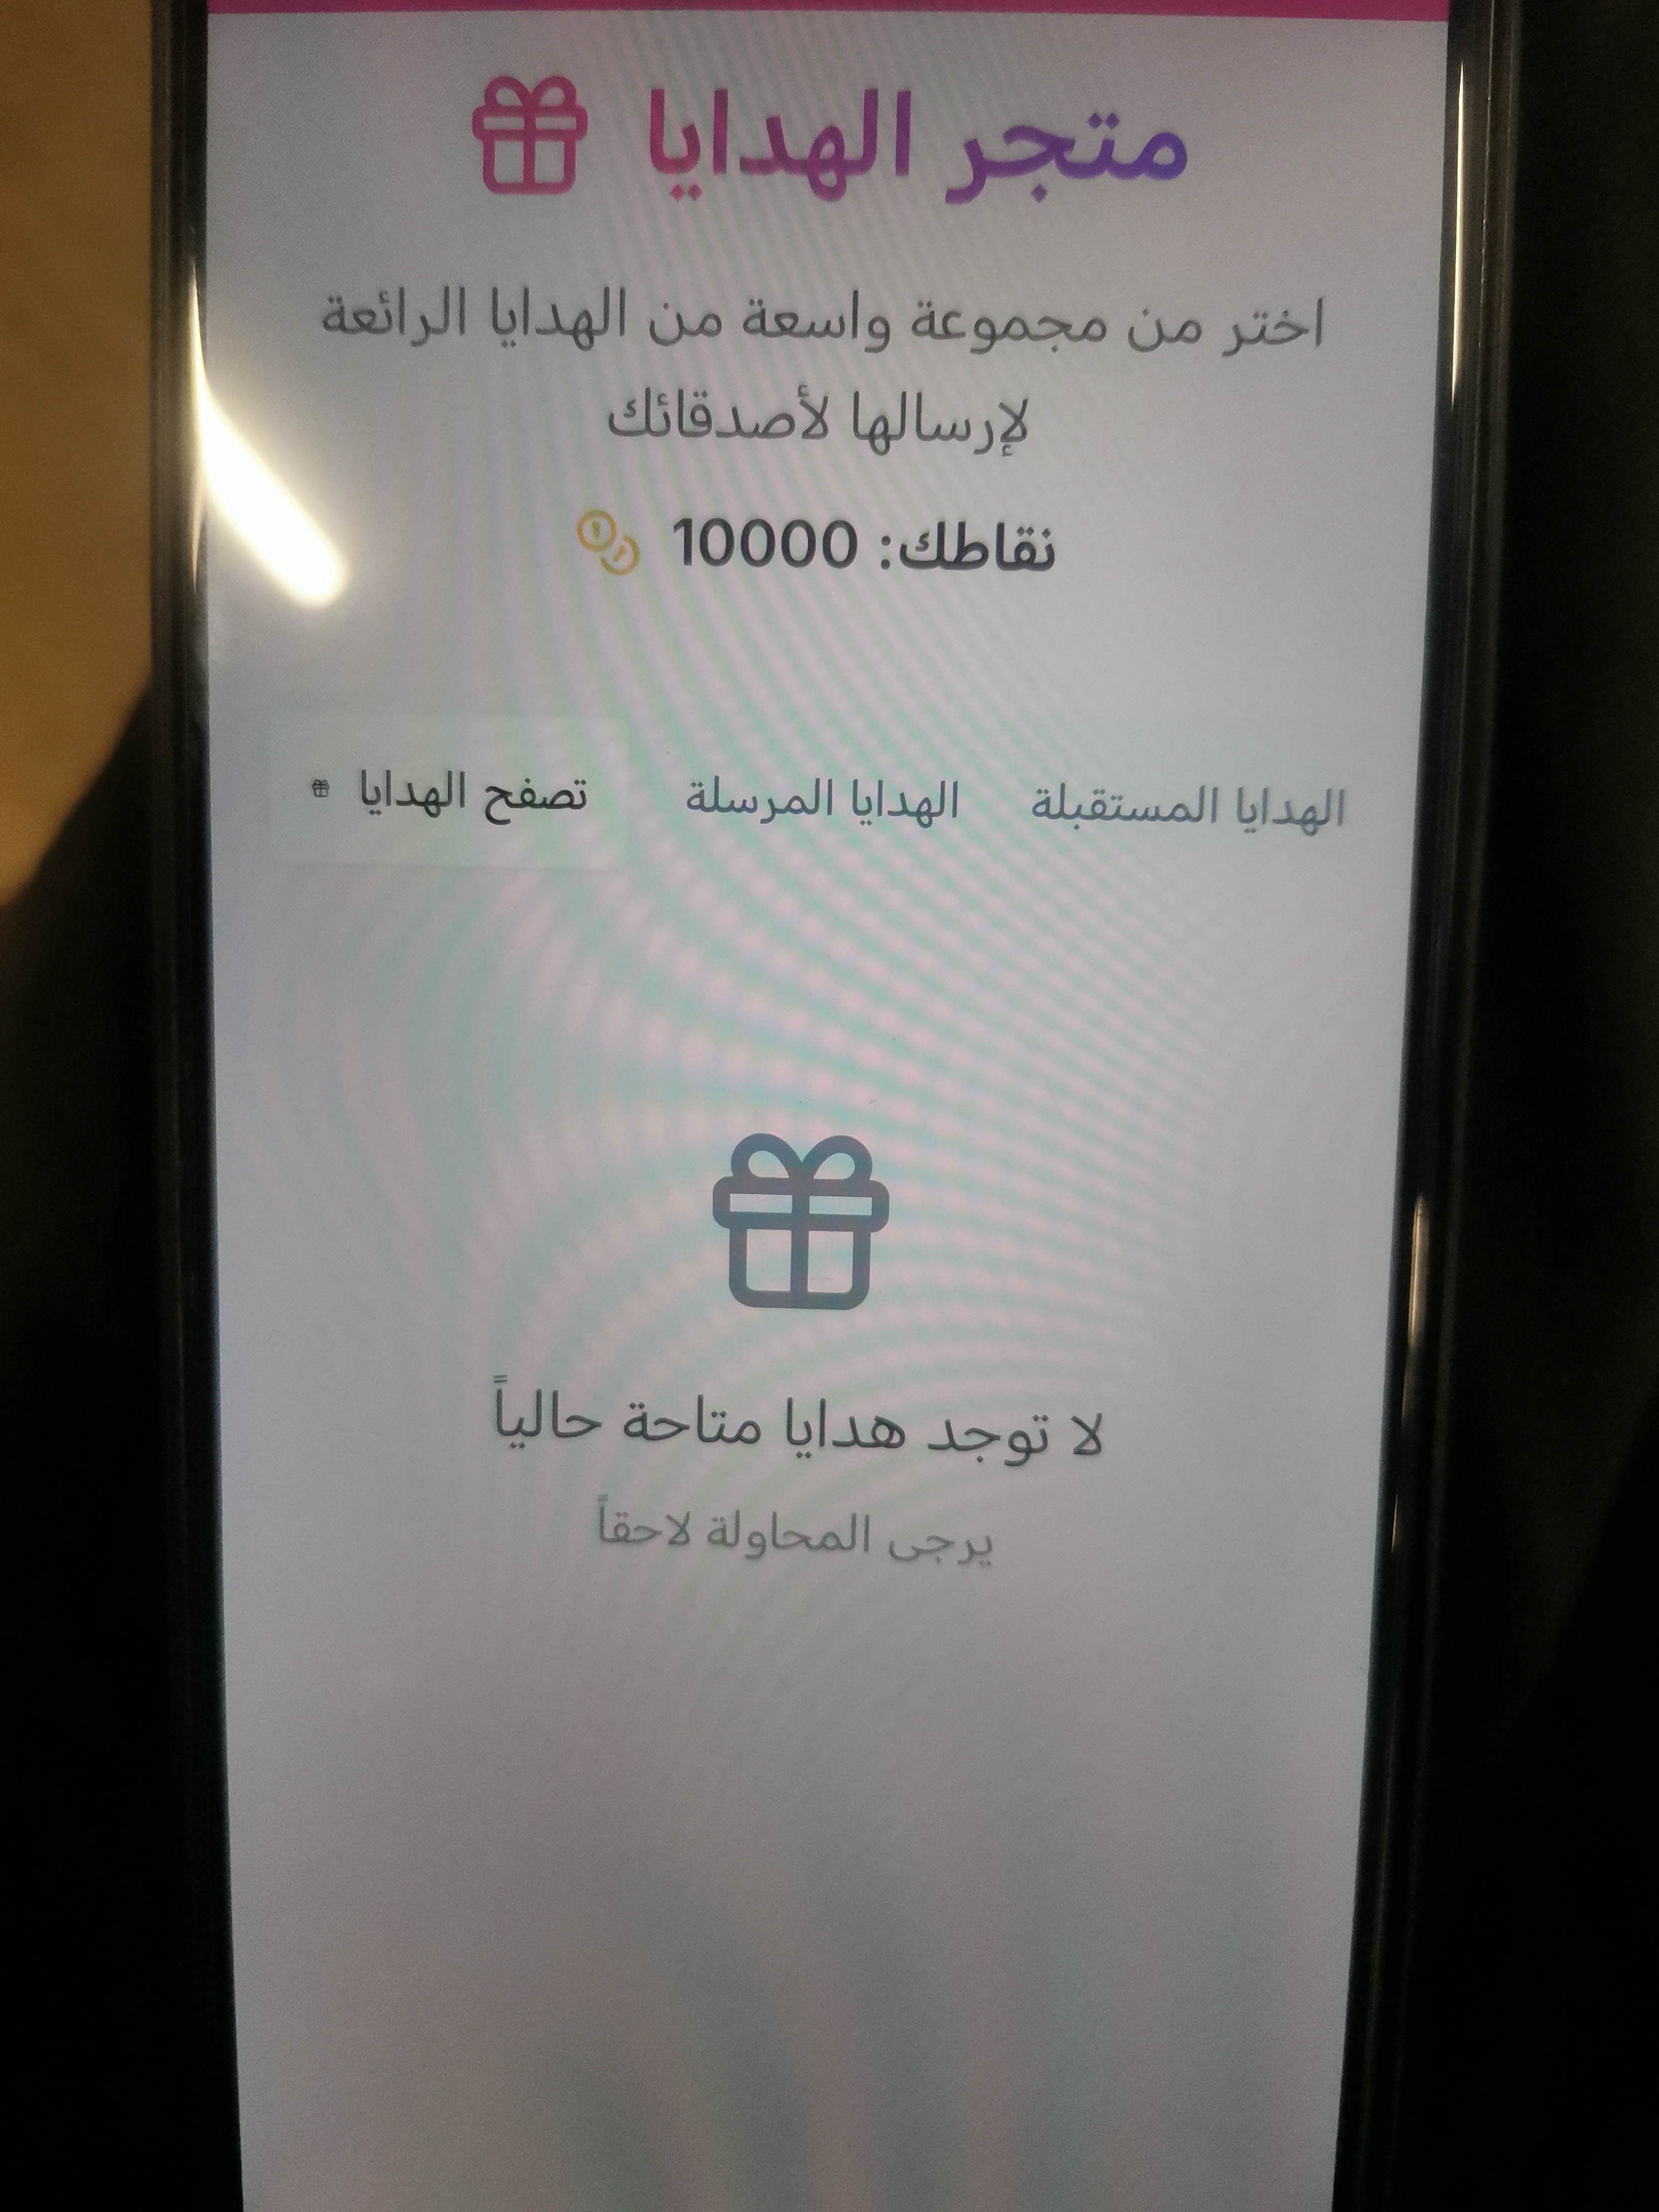 متجر الهدايا
اختر من مجموعة واسعة من الهدايا الرائعة
لإرسالها لأصدقائك
نقاطك: 10000
الهدايا المستقبلة الهدايا المرسلة تصفح الهدايا
لا توجد هدايا متاحة حالياً
يرجى المحاولة لاحقاً